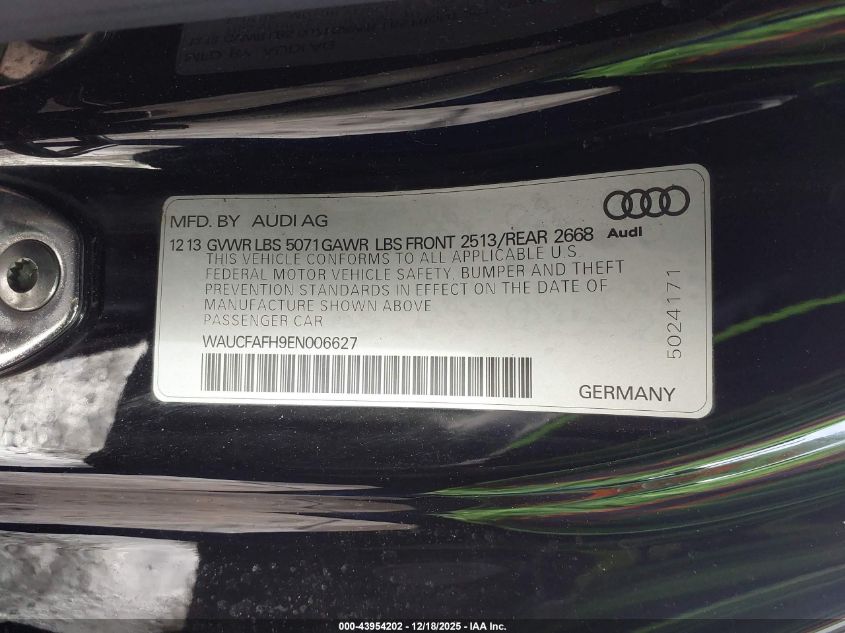 MFD. BY AUDI AG
12 13 GVWR LBS 5071 GAWR LBS FRONT 2513/REAR 2668
Audi
THIS VEHICLE CONFORMS TO ALL APPLICABLE U.S.
FEDERAL MOTOR VEHICLE SAFETY, BUMPER AND THEFT
PREVENTION STANDARDS IN EFFECT ON THE DATE OF
MANUFACTURE SHOWN ABOVE
PASSENGER CAR
WAUCFAFH9EN006627
5024171
GERMANY
000-43954202 - 12/18/2025 - IAA Inc.